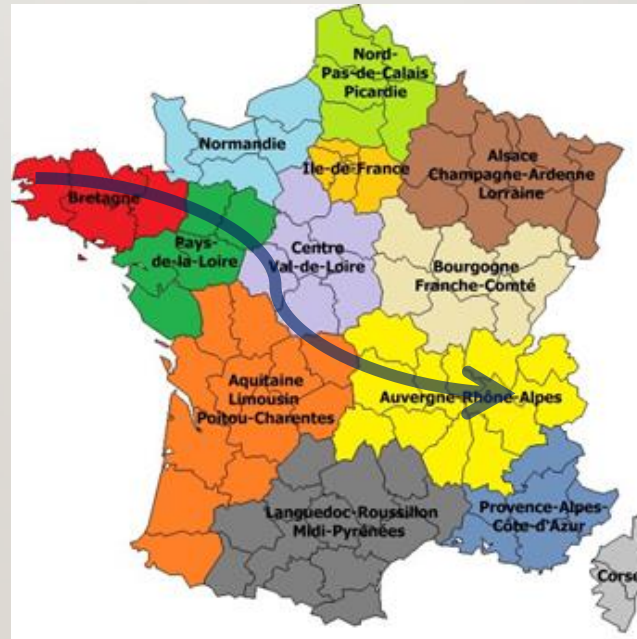 Nord-
Pas-de-Calais
Picardie
Normandie
Ile-de-France
Alsace
Champagne-Ardenne
Lorraine
Bretagne
Pays-
de-la-Loire
Centre
Val-de-Loire
Bourgogne
Franche-Comté
Aquitaine
Limousin
Poitou-Charentes
Auvergne-Rhône-Alpes
Languedoc-Roussillon
Midi-Pyrénées
Provence-Alpes-
Côte-d'Azur
Corse